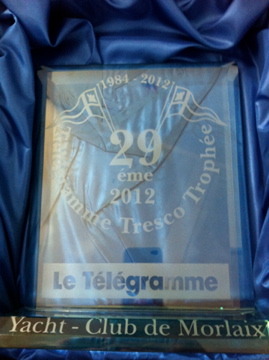 1984 - 2012
29
ème
2012
Tresco Trophée
Le Télégramme
Yacht - Club de Morlaix